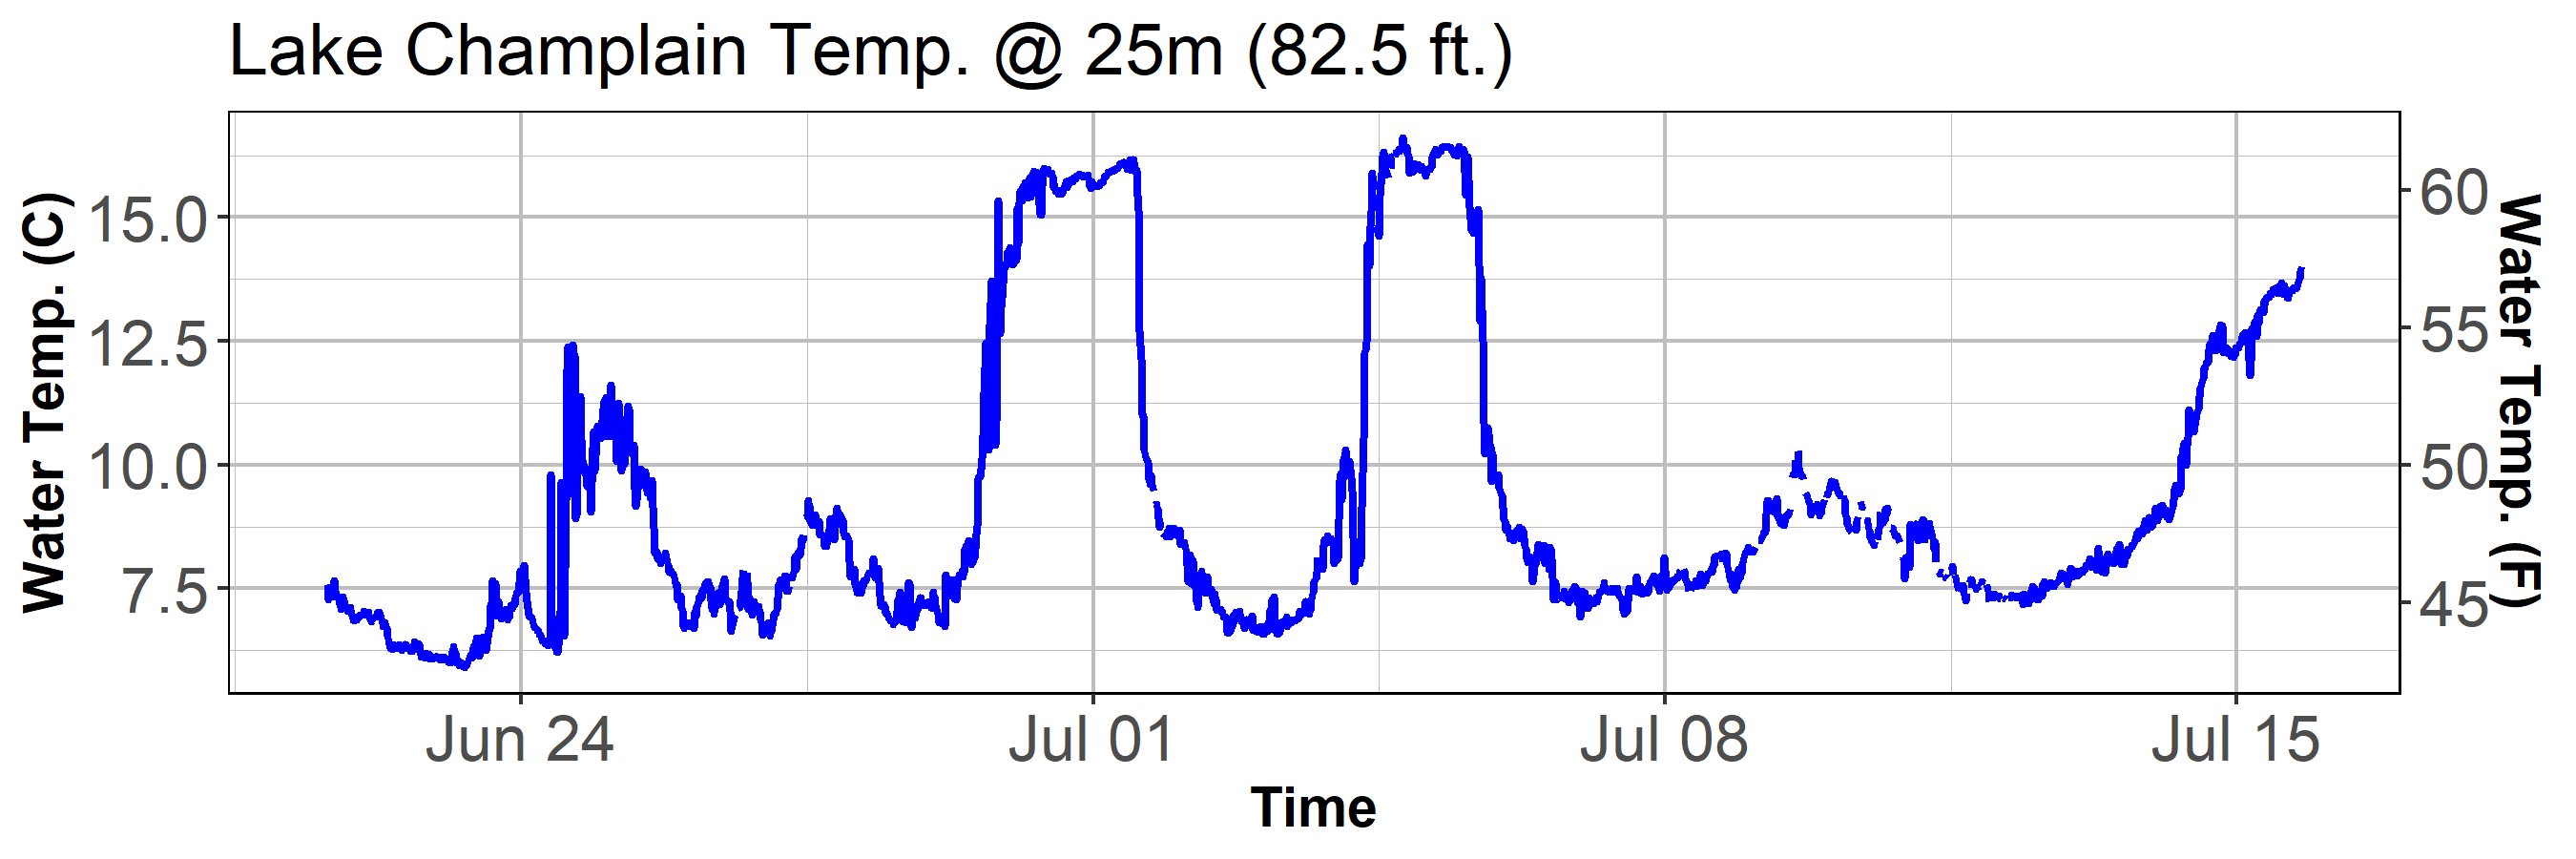 Lake Champlain Temp. @ 25m (82.5 ft.)
Water Temp. (C)
15.0
12.5
10.0
7.5
60
55
50
45
Water Temp. (F)
Jun 24
Jul 01
Jul 08
Jul 15
Time